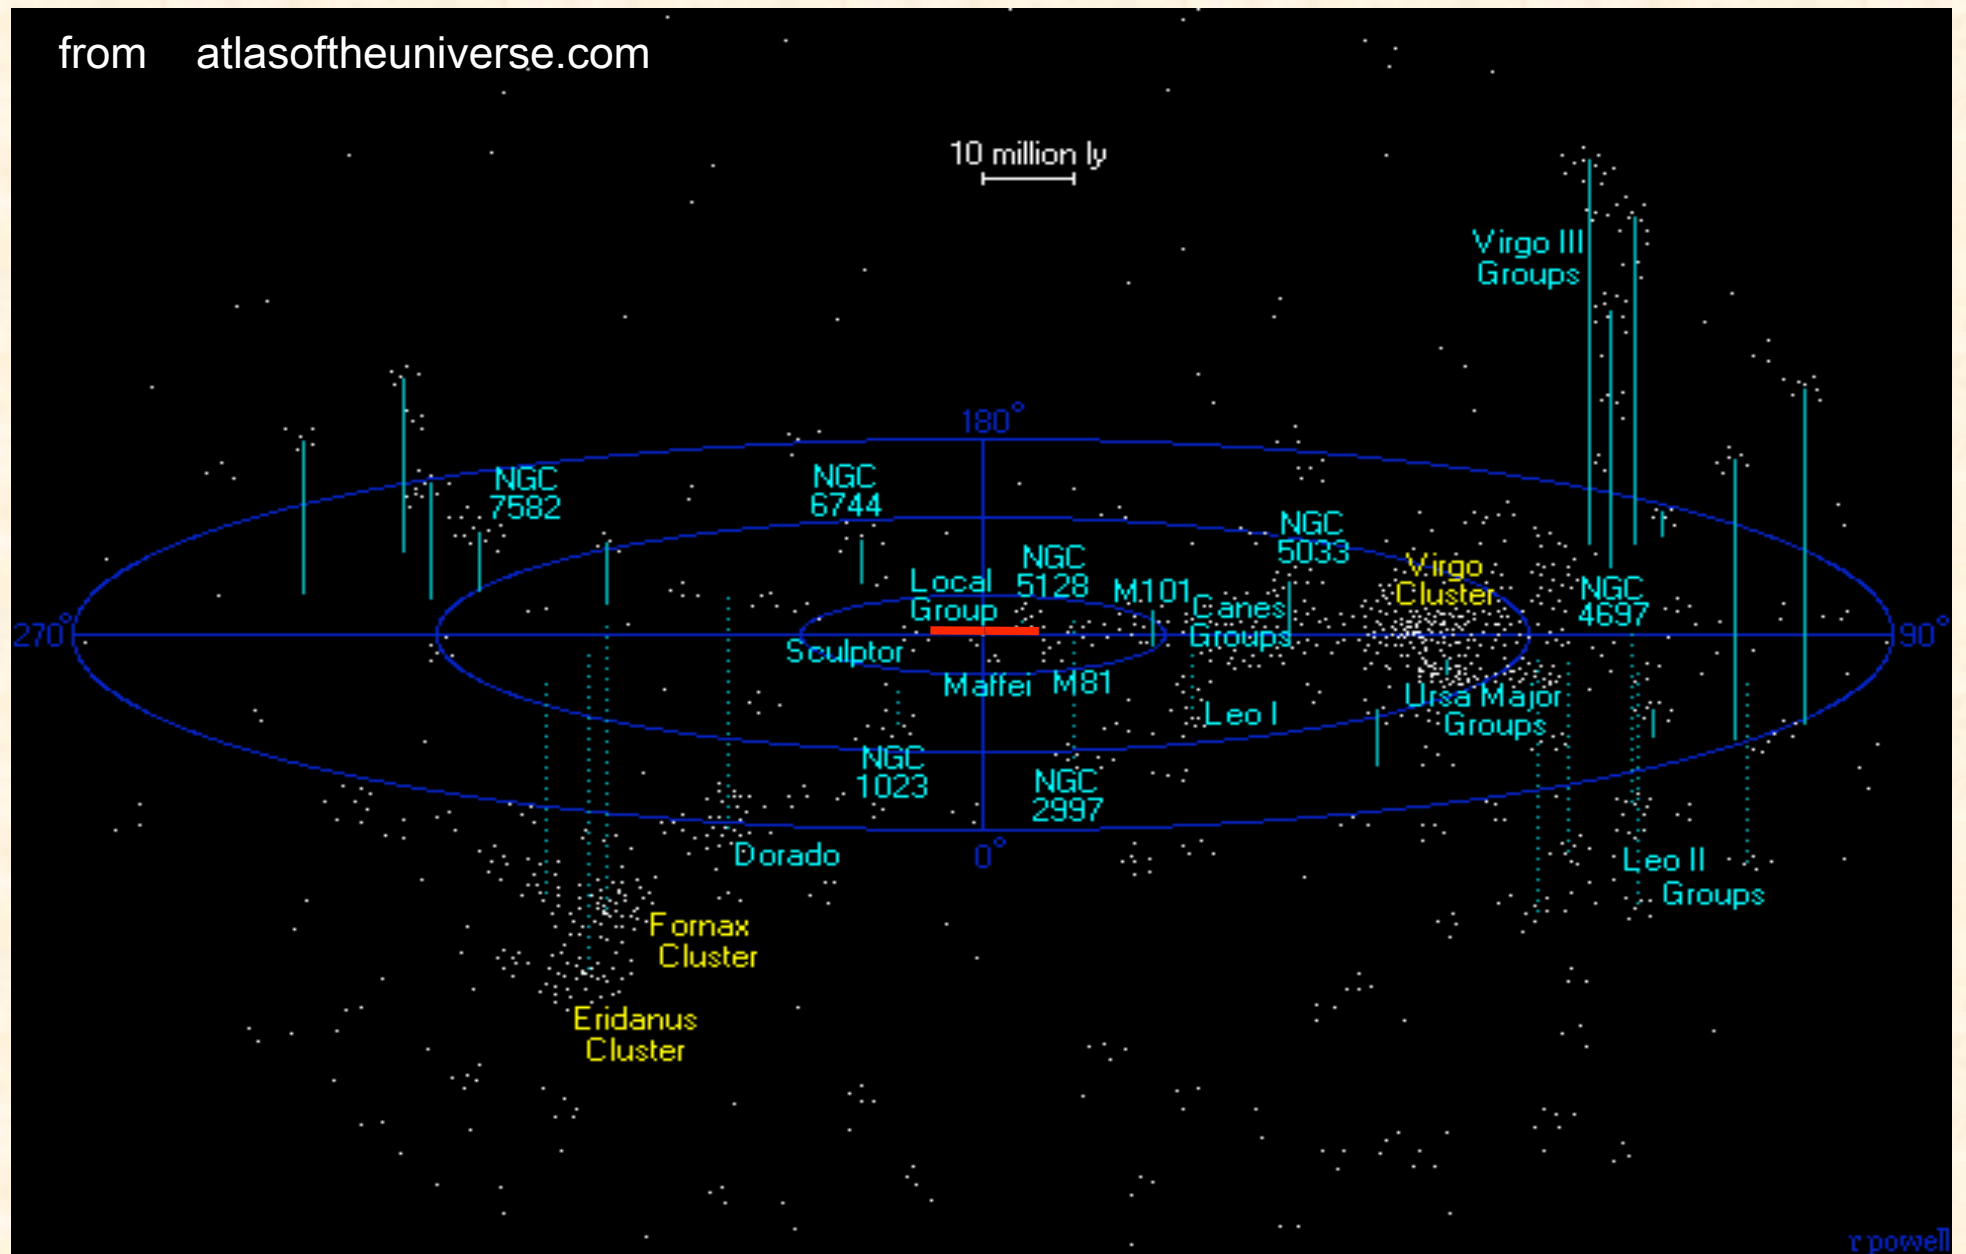 from atlasoftheuniverse.com
10 million ly
Virgo III
Groups
180°
NGC
7582
NGC
6744
NGC
5033
NGC
5128
Virgo
Cluster
Local
Group
M101
Canes
Groups
NGC
4697
270°
90°
Sculptor
Maffei
M81
Leo I
Ursa Major
Groups
NGC
1023
NGC
2997
0°
Dorado
Leo II
Groups
Fornax
Cluster
Eridanus
Cluster
r powell